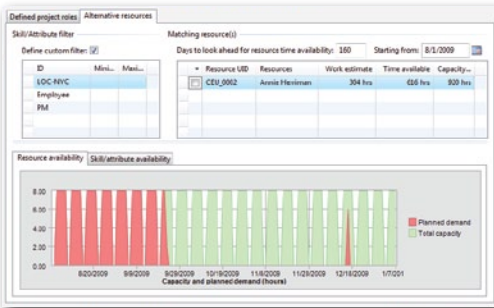 Defined project roles Alternative resources
Skill/Attribute filter Matching resource(s)
Define custom filter: Days to look ahead for resource time availability: 160 Starting from: 8/1/2009
ID Mini... Maxi... Resource UID Resources Work estimate Time available Capacity...
LOC-NYC CEU_0002 Annie Herriman 304 hrs 616 hrs 920 hrs
Employee
PM
Resource availability Skill/attribute availability
8.00
6.00
4.00
2.00
0.00
Planned demand
Total capacity
8/20/2009 9/9/2009 9/29/2009 10/19/2009 11/8/2009 11/28/2009 12/18/2009 1/7/201
Capacity and planned demand (hours)